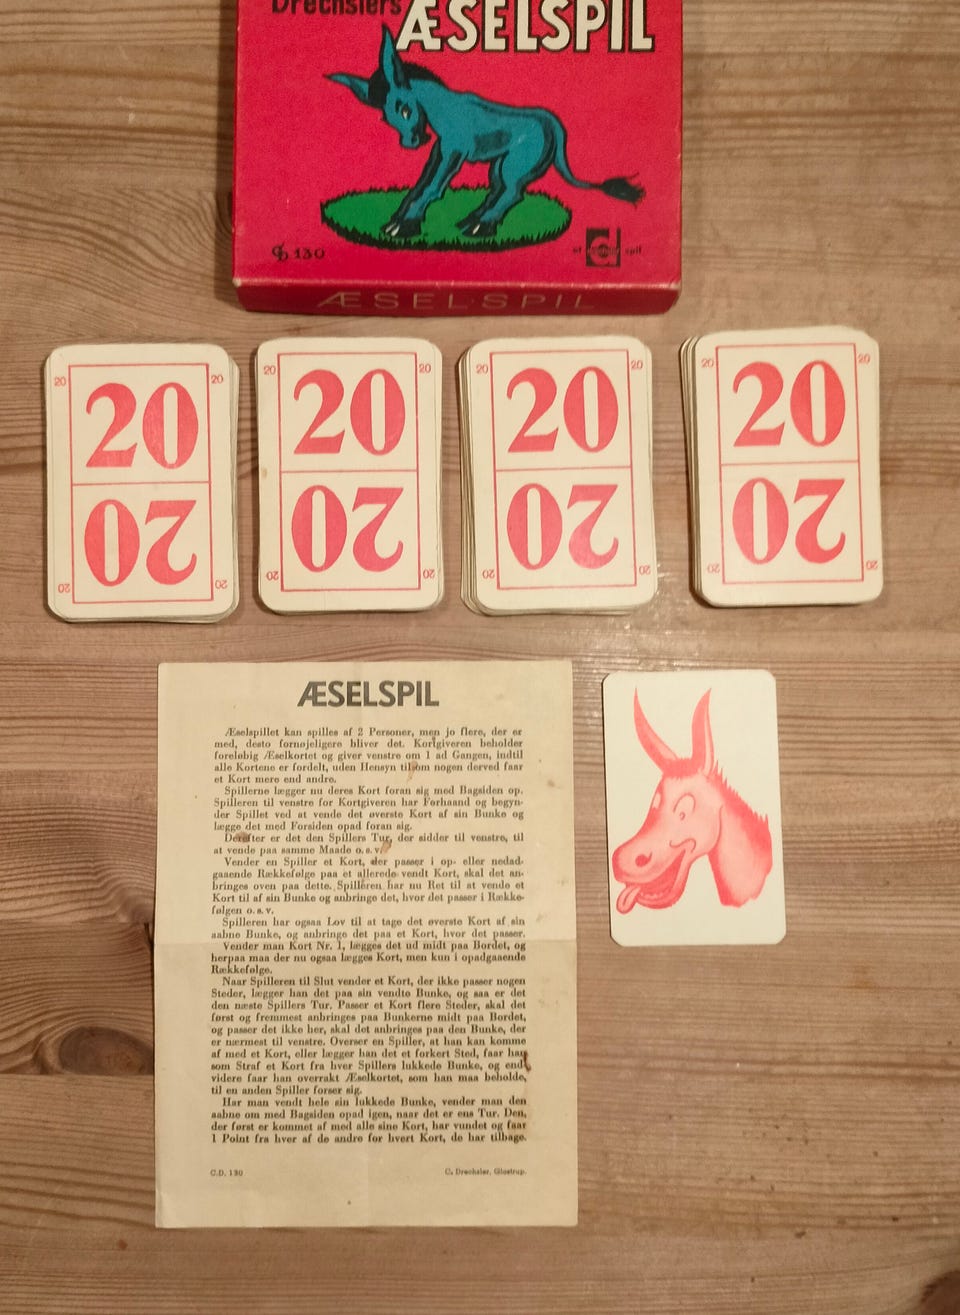 Drechslers
ÆSELSPIL
130
et spil
ÆSELSPIL
20 20
20
20
20 20
20 20
20
20
20 20
20 20
20
20
20 20
20 20
20
20
20 20
ÆSELSPIL
Æselspillet kan spilles af 2 Personer, men jo flere, der er
med, desto fornøjeligere bliver det. Kortgiveren beholder
foreløbig Æselkortet og giver venstre om 1 ad Gangen, indtil
alle Kortene er fordelt, uden Hensyn til om nogen derved faar
et Kort mere end andre.
Spillerne lægger nu deres Kort foran sig med Bagsiden op.
Spilleren til venstre for Kortgiveren har Forhaand og begyn-
der Spillet ved at vende det øverste Kort af sin Bunke og
lægge det med Forsiden opad foran sig.
Derefter er det den Spillers Tur, der sidder til venstre, til
at vende paa samme Maade o. s. v.
Vender en Spiller et Kort, der passer i op- eller nedad-
gaaende Rækkefølge paa et allerede vendt Kort, skal det an-
bringes oven paa dette. Spilleren har nu Ret til at vende et
Kort til af sin Bunke og anbringe det, hvor det passer i Række-
følgen o. s. v.
Spilleren har ogsaa Lov til at tage det øverste Kort af sin
aabne Bunke, og anbringe det paa et Kort, hvor det passer.
Vender man Kort Nr. 1, lægges det ud midt paa Bordet, og
herpaa maa der nu ogsaa lægges Kort, men kun i opadgaaende
Rækkefølge.
Naar Spilleren til Slut vender et Kort, der ikke passer nogen
Steder, lægger han det paa sin vendte Bunke, og saa er det
den næste Spillers Tur. Passer et Kort flere Steder, skal det
først og fremmest anbringes paa Bunkerne midt paa Bordet,
og passer det ikke her, skal det anbringes paa den Bunke, der
er nærmest til venstre. Overser en Spiller, at han kan komme
af med et Kort, eller lægger han det et forkert Sted, faar han
som Straf et Kort fra hver Spillers lukkede Bunke, og end-
videre faar han overrakt Æselkortet, som han maa beholde,
til en anden Spiller forser sig.
Har man vendt hele sin lukkede Bunke, vender man den
aabne om med Bagsiden opad igen, naar det er ens Tur. Den,
der først er kommet af med alle sine Kort, har vundet og faar
1 Point fra hver af de andre for hvert Kort, de har tilbage.
C.D. 130
C. Drechsler, Glostrup.